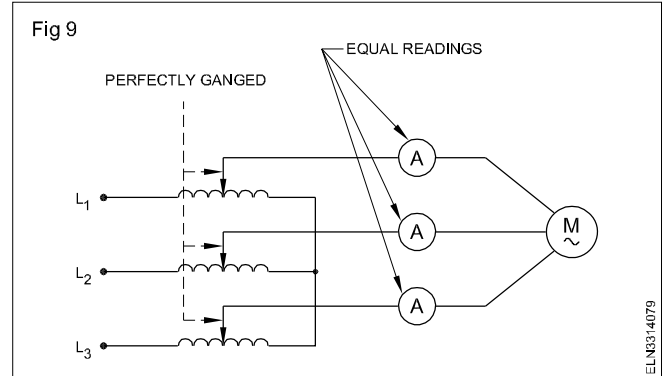 Fig 9
EQUAL READINGS
PERFECTLY GANGED
A
L1
A
M
~
L2
A
L3
ELN3314079